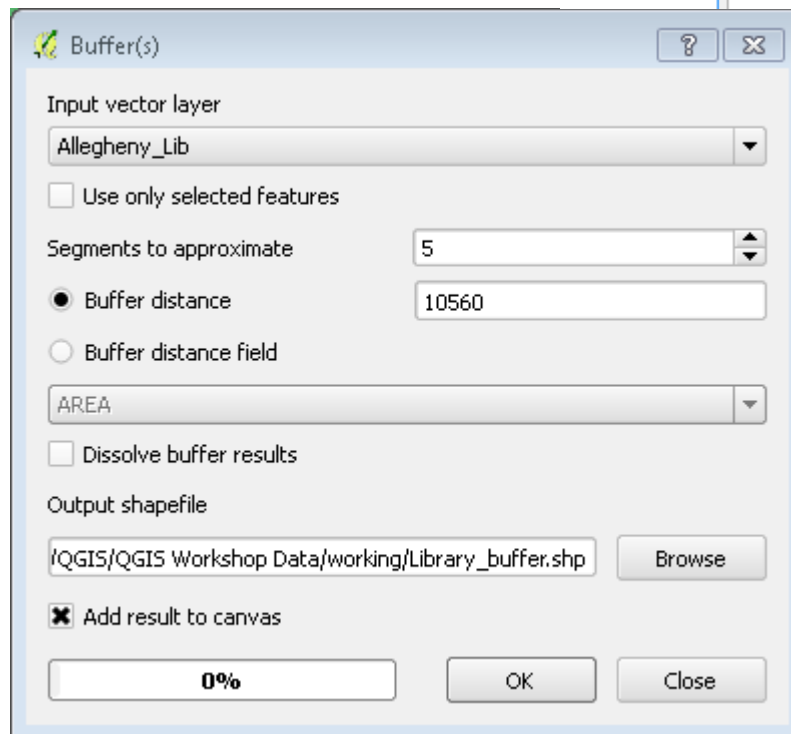 Buffer(s)
Input vector layer
Allegheny_Lib
Use only selected features
Segments to approximate 5
Buffer distance 10560
Buffer distance field
AREA
Dissolve buffer results
Output shapefile
/QGIS/QGIS Workshop Data/working/Library_buffer.shp Browse
Add result to canvas
0% OK Close